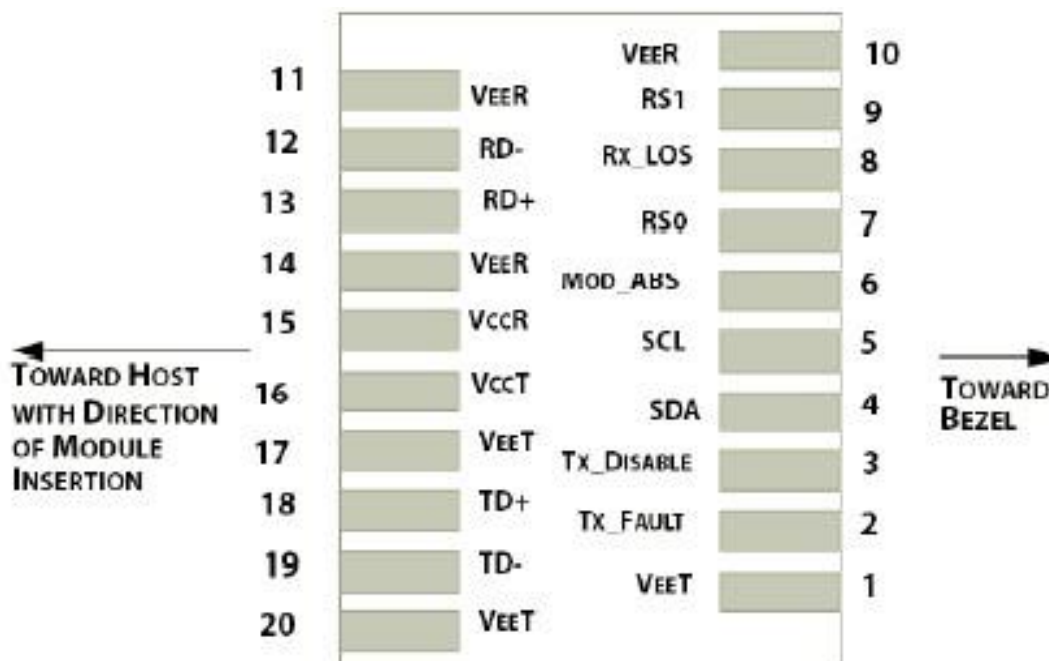 11 VEER
12 RD-
13 RD+
14 VEER
15 VCCR
16 VCCT
17 VEET
18 TD+
19 TD-
20 VEET
VEER 10
RS1 9
RX_LOS 8
RS0 7
MOD_ABS 6
SCL 5
SDA 4
TX_DISABLE 3
TX_FAULT 2
VEET 1
TOWARD HOST
WITH DIRECTION
OF MODULE
INSERTION
TOWARD
BEZEL